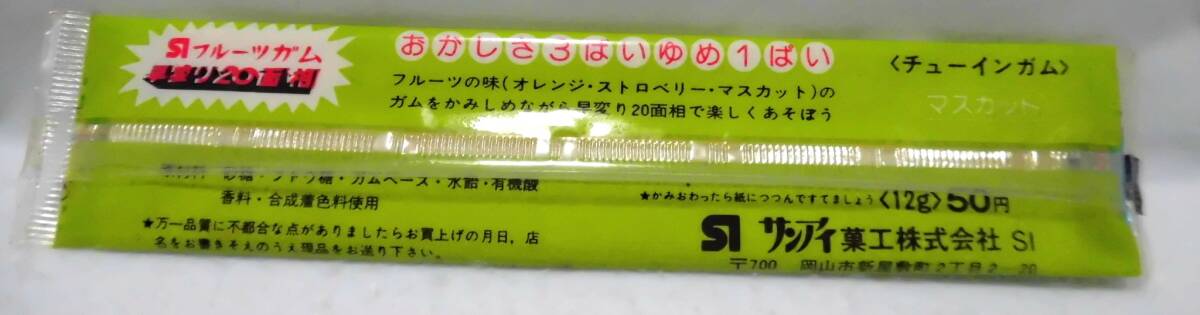 SI フルーツガム
早変り20面相
おかしさ3ばいゆめ1ぱい
フルーツの味(オレンジ・ストロベリー・マスカット)の
ガムをかみしめながら早変り20面相で楽しくあそぼう
〈チューインガム〉
マスカット
原材料 砂糖・ブドウ糖・ガムベース・水飴・有機酸
香料・合成着色料使用
★万一品質に不都合な点がありましたらお買上げの月日，店
名をお書きそえのうえ現品をお送り下さい。
★かみおわったら紙につつんですてましょう
〈12g〉50円
SI サンアイ菓工株式会社 SI
〒700 岡山市新屋敷町2丁目2-20